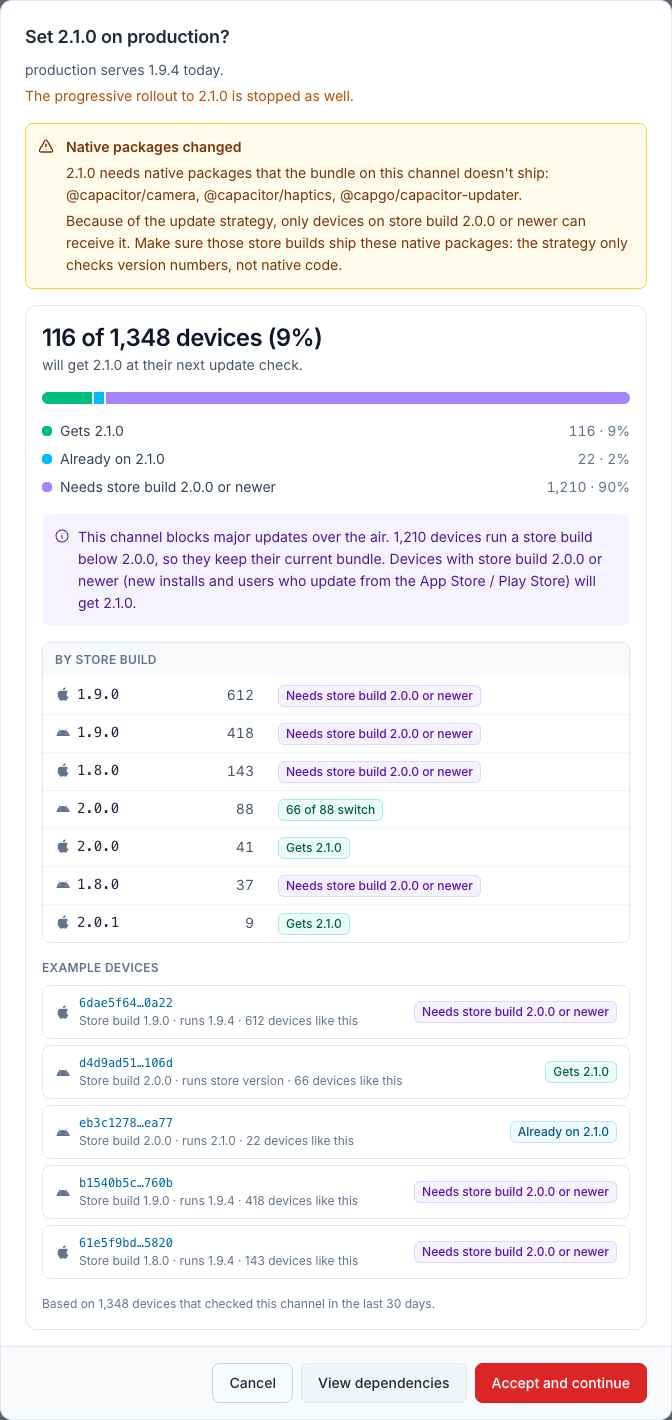 Set 2.1.0 on production?
production serves 1.9.4 today.
The progressive rollout to 2.1.0 is stopped as well.
Native packages changed
2.1.0 needs native packages that the bundle on this channel doesn't ship:
@capacitor/camera, @capacitor/haptics, @capgo/capacitor-updater.
Because of the update strategy, only devices on store build 2.0.0 or newer can
receive it. Make sure those store builds ship these native packages: the strategy only
checks version numbers, not native code.
116 of 1,348 devices (9%)
will get 2.1.0 at their next update check.
Gets 2.1.0 116 · 9%
Already on 2.1.0 22 · 2%
Needs store build 2.0.0 or newer 1,210 · 90%
This channel blocks major updates over the air. 1,210 devices run a store build
below 2.0.0, so they keep their current bundle. Devices with store build 2.0.0 or
newer (new installs and users who update from the App Store / Play Store) will
get 2.1.0.
BY STORE BUILD
1.9.0 612 Needs store build 2.0.0 or newer
1.9.0 418 Needs store build 2.0.0 or newer
1.8.0 143 Needs store build 2.0.0 or newer
2.0.0 88 66 of 88 switch
2.0.0 41 Gets 2.1.0
1.8.0 37 Needs store build 2.0.0 or newer
2.0.1 9 Gets 2.1.0
EXAMPLE DEVICES
6dae5f64…0a22
Store build 1.9.0 · runs 1.9.4 · 612 devices like this
Needs store build 2.0.0 or newer
d4d9ad51…106d
Store build 2.0.0 · runs store version · 66 devices like this
Gets 2.1.0
eb3c1278…ea77
Store build 2.0.0 · runs 2.1.0 · 22 devices like this
Already on 2.1.0
b1540b5c…760b
Store build 1.9.0 · runs 1.9.4 · 418 devices like this
Needs store build 2.0.0 or newer
61e5f9bd…5820
Store build 1.8.0 · runs 1.9.4 · 143 devices like this
Needs store build 2.0.0 or newer
Based on 1,348 devices that checked this channel in the last 30 days.
Cancel View dependencies Accept and continue